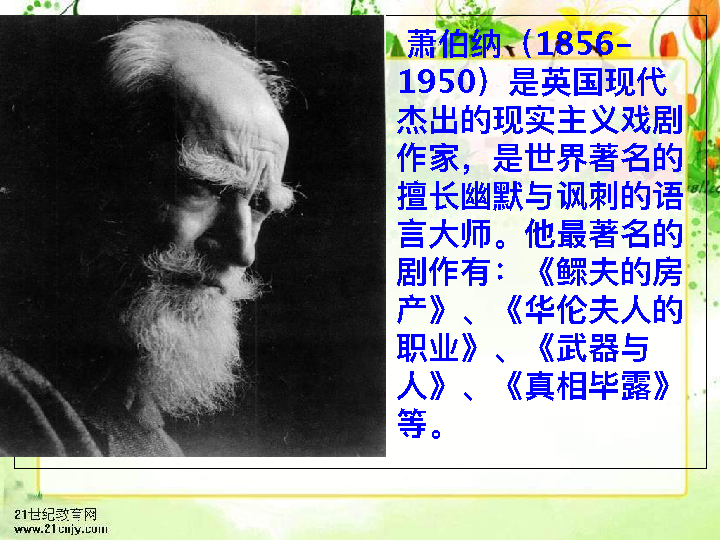 萧伯纳（1856-
1950）是英国现代
杰出的现实主义戏剧
作家，是世界著名的
擅长幽默与讽刺的语
言大师。他最著名的
剧作有：《鳏夫的房
产》、《华伦夫人的
职业》、《武器与
人》、《真相毕露》
等。
21世纪教育网
www.21cnjy.com